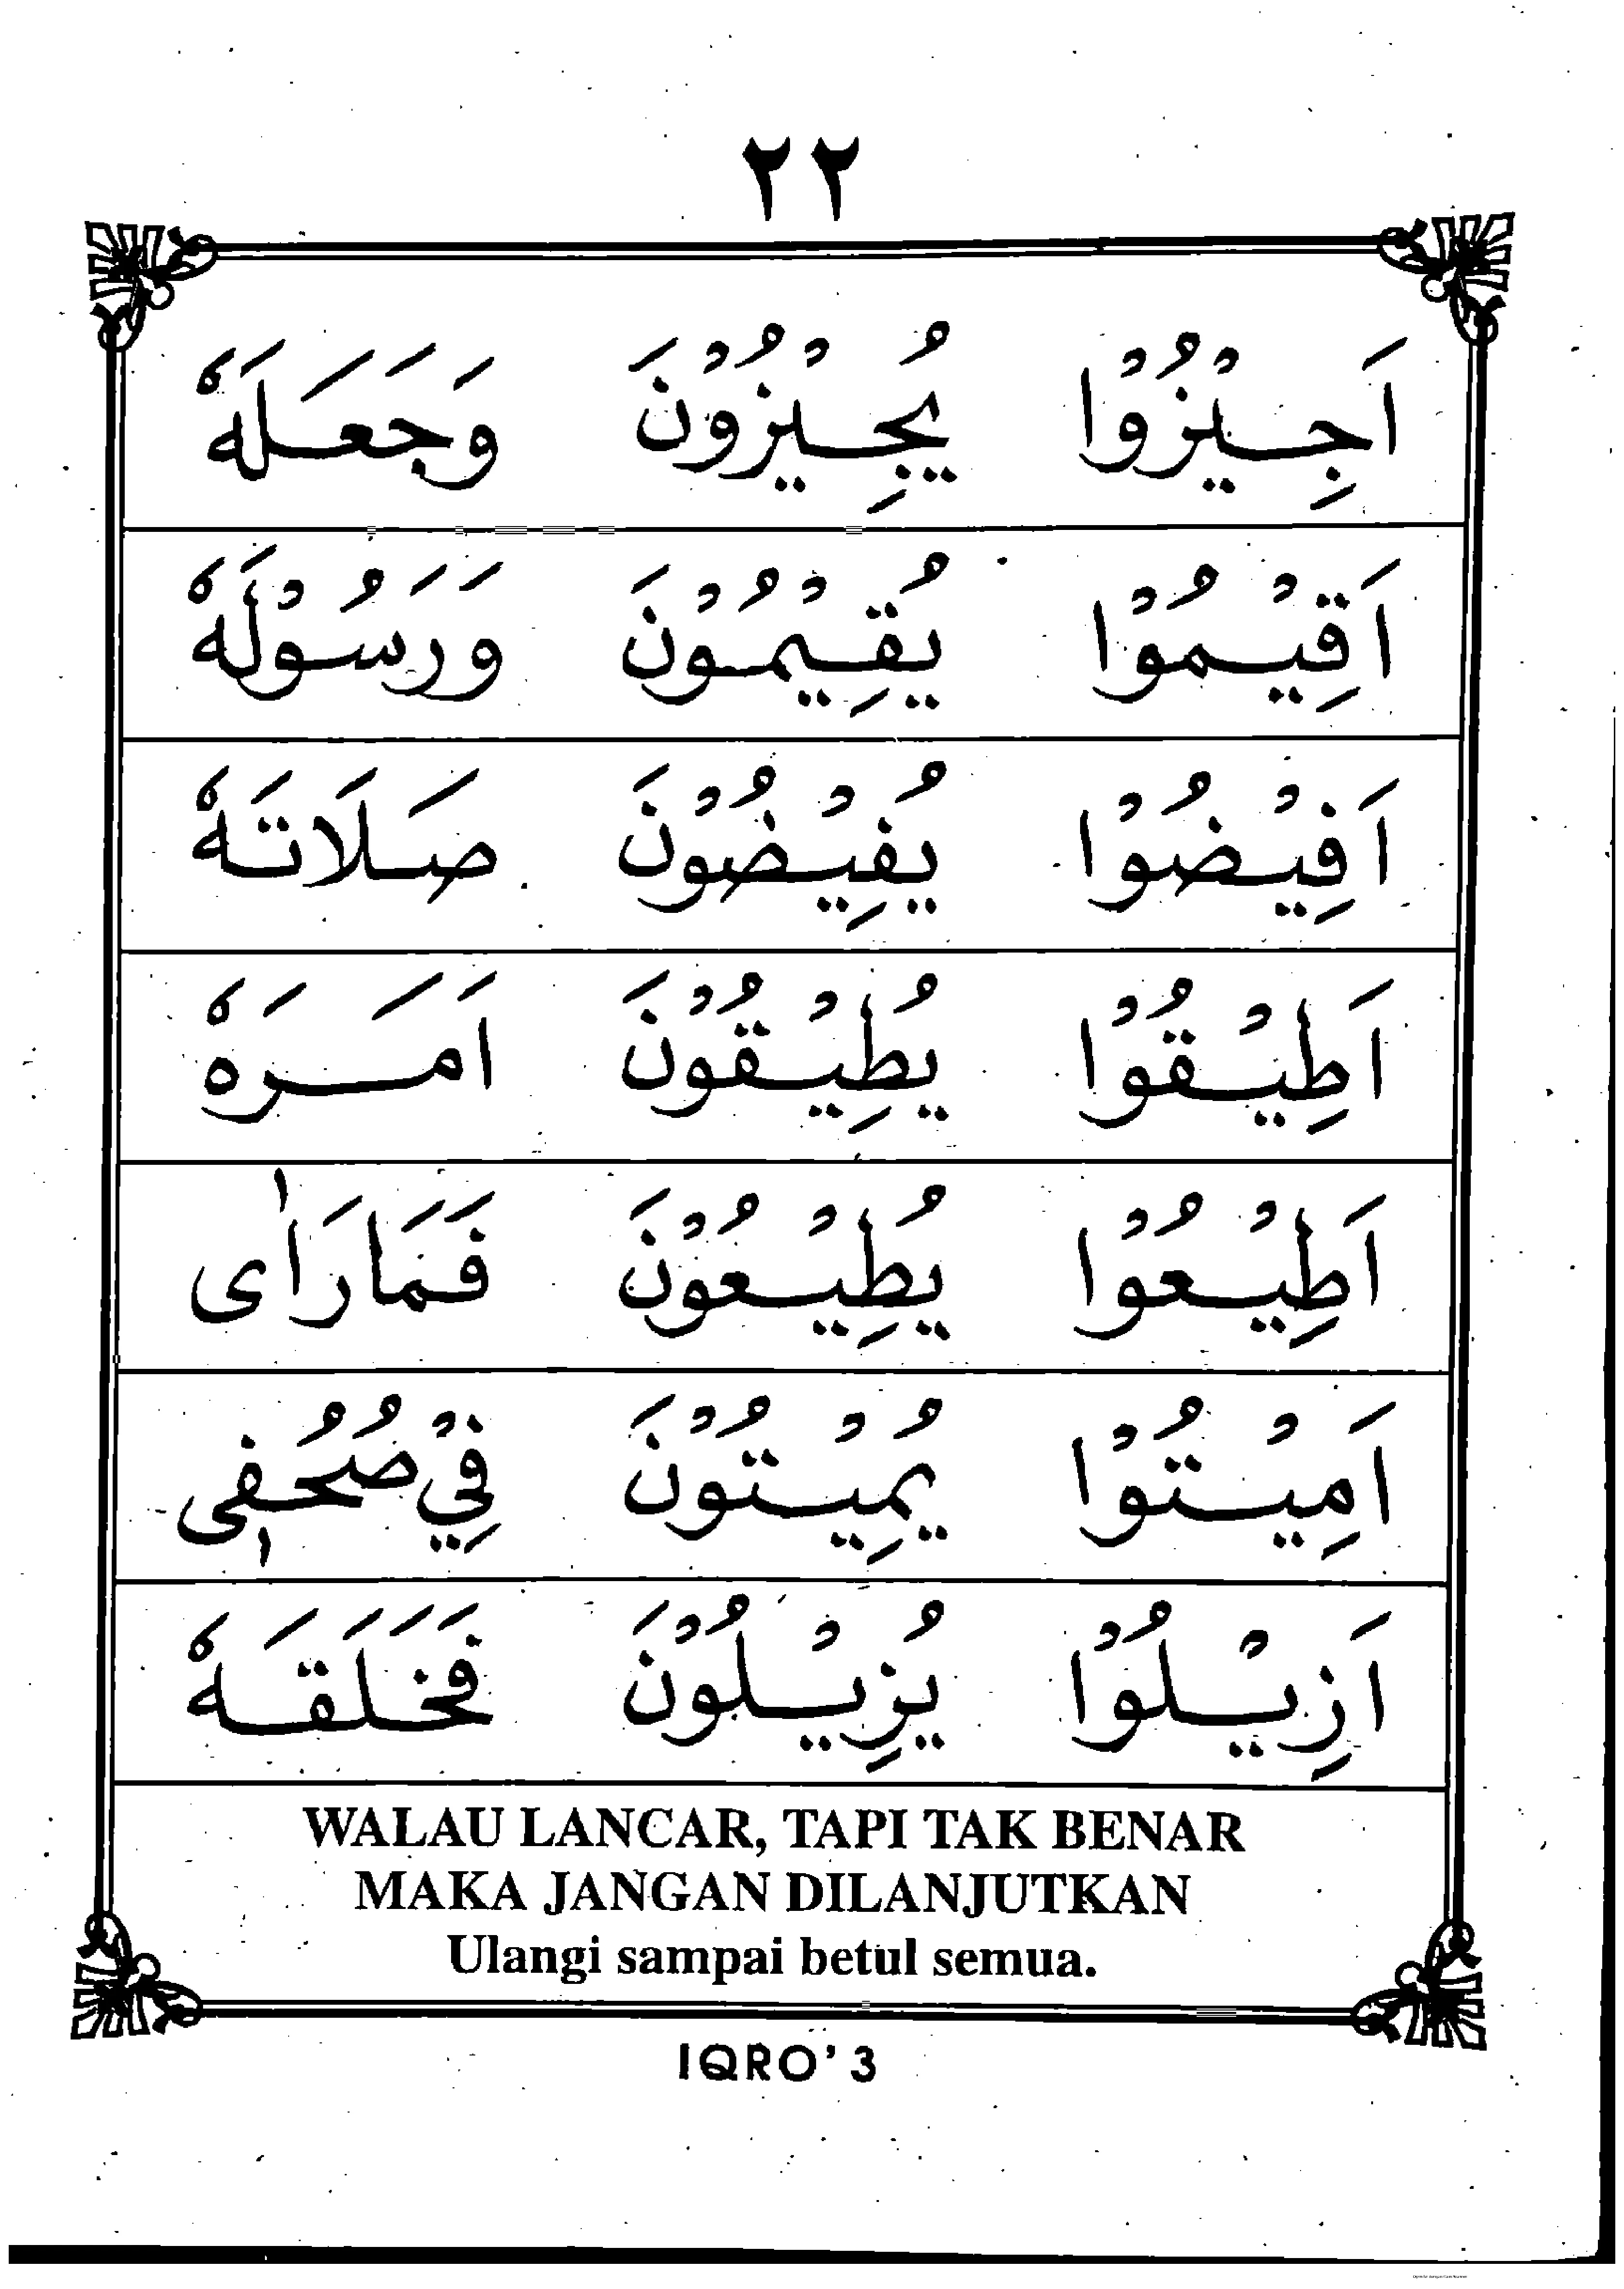 ٢٢
اَجِيْزُوْا يُجِيْزُوْنَ وَجَعَلَهٗ
اَقِيْمُوْا يُقِيْمُوْنَ وَرَسُوْلَهٗ
اَفِيْضُوْا يُفِيْضُوْنَ صَلَاتَهٗ
اَطِيْقُوْا يُطِيْقُوْنَ اَمَرَهٗ
اَطِيْعُوْا يُطِيْعُوْنَ فَمَارَاٰى
اَمِيْتُوْا يُمِيْتُوْنَ فِيْ صُحُفٖى
اَزِيْلُوْا يُزِيْلُوْنَ فَخَلَقَهٗ
WALAU LANCAR, TAPI TAK BENAR
MAKA JANGAN DILANJUTKAN
Ulangi sampai betul semua.
IQRO' 3